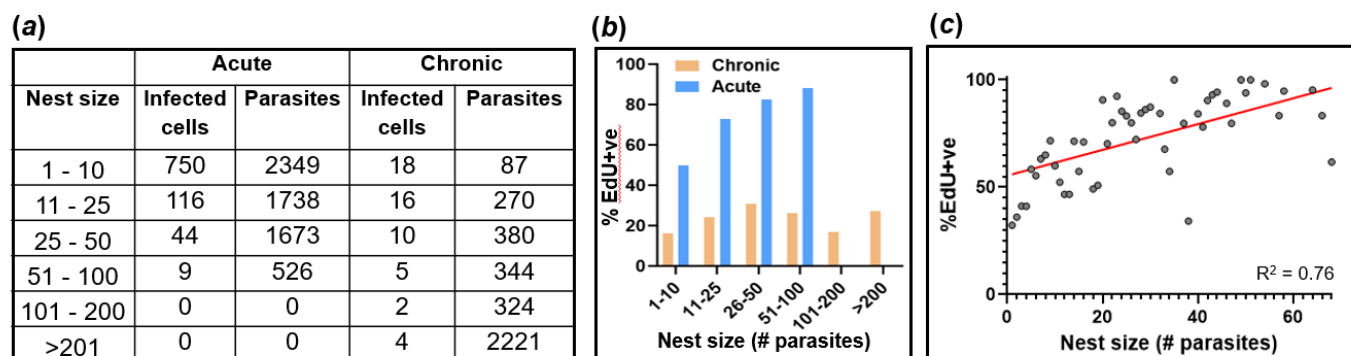 (a)
Acute Chronic
Nest size Infected cells Parasites Infected cells Parasites
1 - 10 750 2349 18 87
11 - 25 116 1738 16 270
25 - 50 44 1673 10 380
51 - 100 9 526 5 344
101 - 200 0 0 2 324
>201 0 0 4 2221
(b)
Chronic
Acute
% EdU+ve
100
80
60
40
20
0
1-10 11-25 26-50 51-100 101-200 >200
Nest size (# parasites)
(c)
%EdU+ve
100
50
0
R² = 0.76
0 20 40 60
Nest size (# parasites)